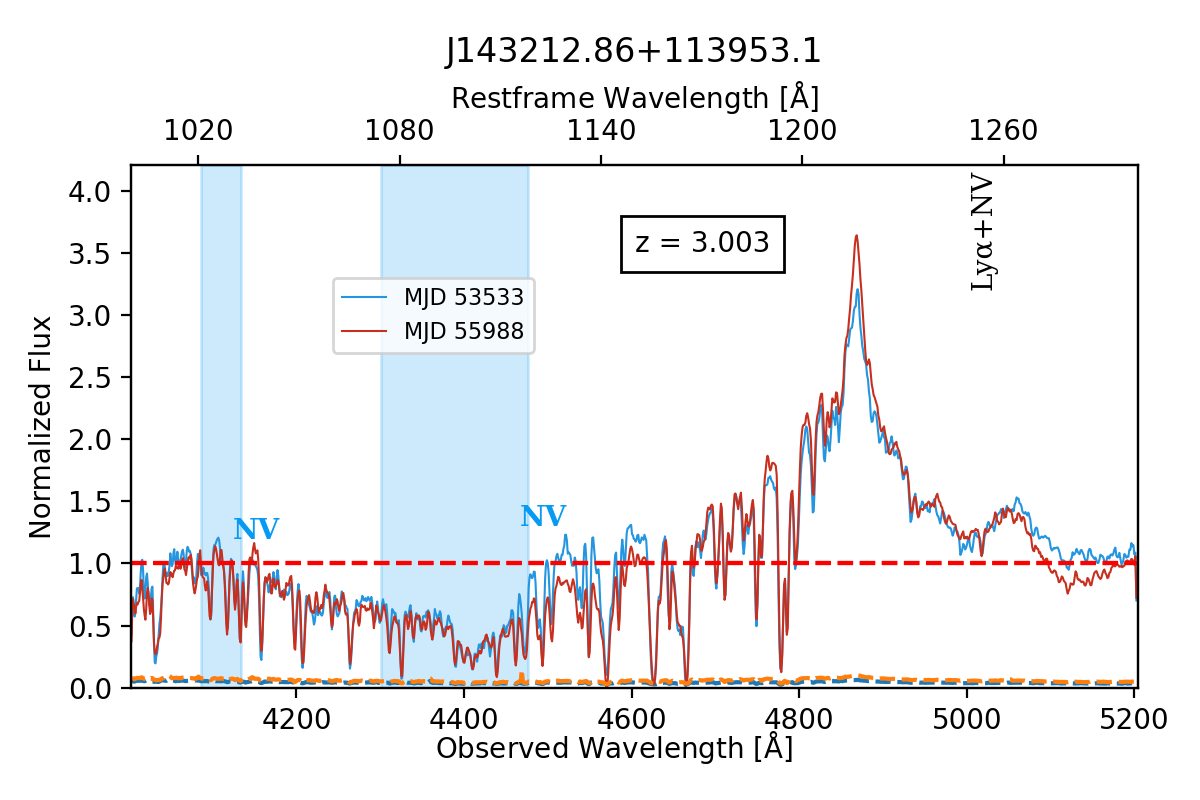 J143212.86+113953.1
Restframe Wavelength [Å]
1020 1080 1140 1200 1260
4.0
3.5
3.0
2.5
2.0
1.5
1.0
0.5
0.0
Normalized Flux
z = 3.003
Lyα+NV
MJD 53533
MJD 55988
NV
NV
4200 4400 4600 4800 5000 5200
Observed Wavelength [Å]